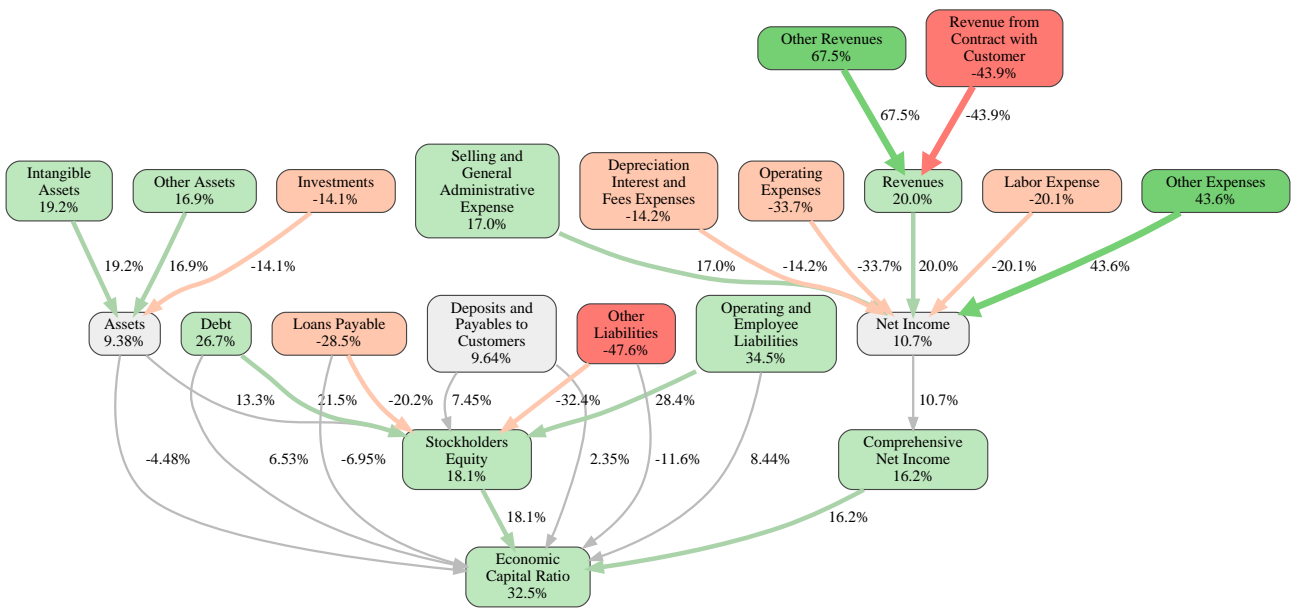 Other Revenues
67.5%
Revenue from
Contract with
Customer
-43.9%
67.5%
-43.9%
Intangible
Assets
19.2%
Other Assets
16.9%
Investments
-14.1%
Selling and
General
Administrative
Expense
17.0%
Depreciation
Interest and
Fees Expenses
-14.2%
Operating
Expenses
-33.7%
Revenues
20.0%
Labor Expense
-20.1%
Other Expenses
43.6%
19.2%
16.9%
-14.1%
17.0%
-14.2%
-33.7%
20.0%
-20.1%
43.6%
Assets
9.38%
Debt
26.7%
Loans Payable
-28.5%
Deposits and
Payables to
Customers
9.64%
Other
Liabilities
-47.6%
Operating and
Employee
Liabilities
34.5%
Net Income
10.7%
13.3%
21.5%
-20.2%
7.45%
-32.4%
28.4%
10.7%
Stockholders
Equity
18.1%
Comprehensive
Net Income
16.2%
-4.48%
6.53%
-6.95%
2.35%
-11.6%
8.44%
18.1%
16.2%
Economic
Capital Ratio
32.5%